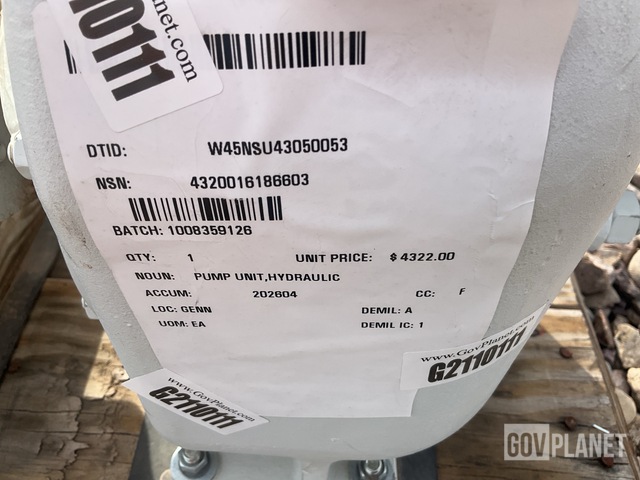 Planet.com
10111
DTID: W45NSU43050053
NSN: 4320016186603
BATCH: 1008359126
QTY: 1 UNIT PRICE: $ 4322.00
NOUN: PUMP UNIT,HYDRAULIC
ACCUM: 202604 CC: F
LOC: GENN DEMIL: A
UOM: EA DEMIL IC: 1
www.GovPlanet.com
G2110111
www.GovPlanet.com
G2110111
GOVPLANET